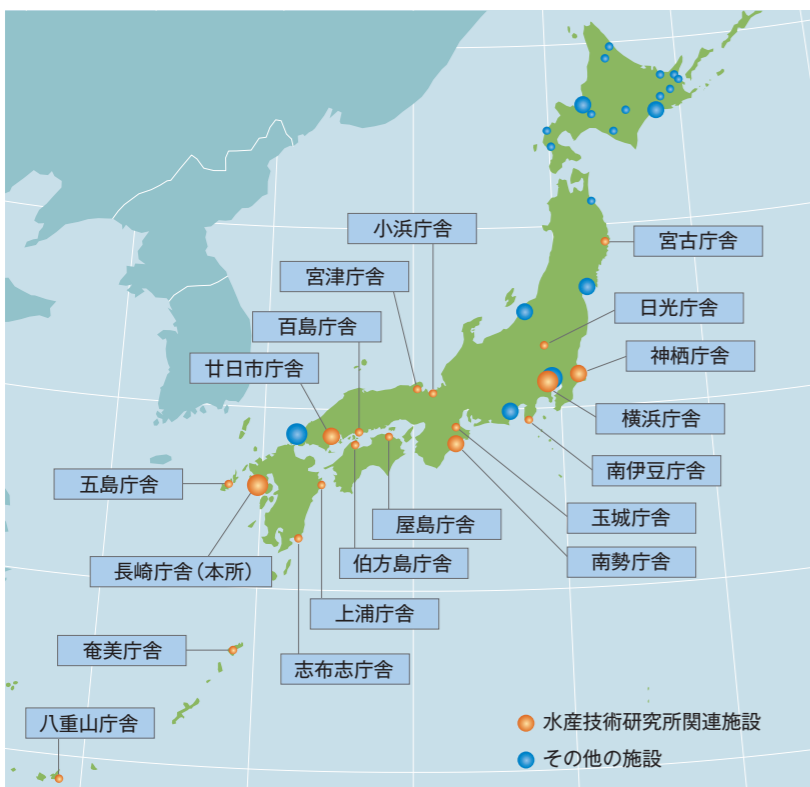 小浜庁舎
宮古庁舎
宮津庁舎
日光庁舎
百島庁舎
神栖庁舎
廿日市庁舎
横浜庁舎
南伊豆庁舎
五島庁舎
玉城庁舎
屋島庁舎
南勢庁舎
伯方島庁舎
長崎庁舎（本所）
上浦庁舎
奄美庁舎
志布志庁舎
八重山庁舎
水産技術研究所関連施設
その他の施設